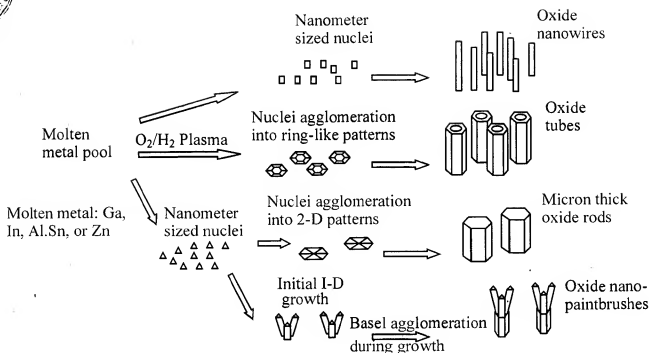 Nanometer
sized nuclei
Oxide
nanowires
Molten
metal pool
O2/H2 Plasma
Nuclei agglomeration
into ring-like patterns
Oxide
tubes
Molten metal: Ga,
In, Al.Sn, or Zn
Nanometer
sized nuclei
Nuclei agglomeration
into 2-D patterns
Micron thick
oxide rods
Initial I-D
growth
Basel agglomeration
during growth
Oxide nano-
paintbrushes